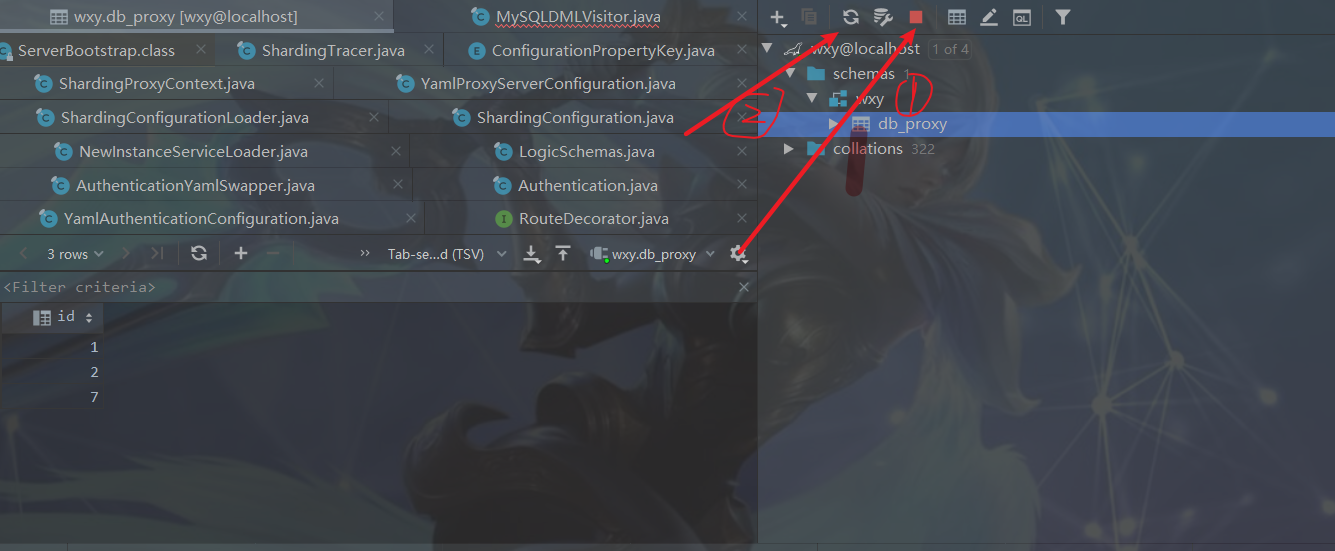 wxy.db_proxy [wxy@localhost]
MySQLDMLVisitor.java
ServerBootstrap.class
ShardingTracer.java
ConfigurationPropertyKey.java
ShardingProxyContext.java
YamlProxyServerConfiguration.java
ShardingConfigurationLoader.java
ShardingConfiguration.java
NewInstanceServiceLoader.java
LogicSchemas.java
AuthenticationYamlSwapper.java
Authentication.java
YamlAuthenticationConfiguration.java
RouteDecorator.java
3 rows
Tab-se...d (TSV)
wxy.db_proxy
<Filter criteria>
id
1
2
7
QL
wxy@localhost 1 of 4
schemas 1
wxy
db_proxy
collations 322
1
2